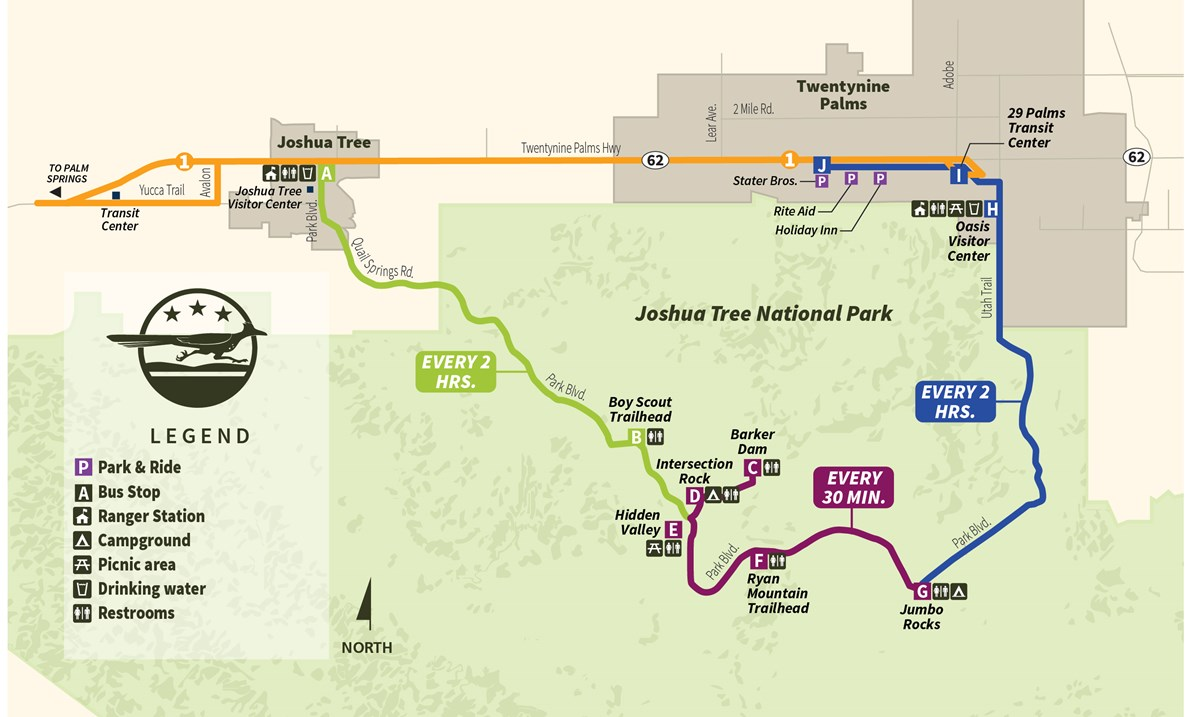 Adobe
Twentynine
Palms
2 Mile Rd.
Lear Ave.
29 Palms
Transit
Center
Joshua Tree
Twentynine Palms Hwy
62
62
1
1
TO PALM
SPRINGS
Yucca Trail
Avalon
Transit
Center
A
Joshua Tree
Visitor Center
Park Blvd.
J
I
Stater Bros.
P
P
P
Rite Aid
Holiday Inn
H
Oasis
Visitor
Center
Utah Trail
Quail Springs Rd.
Joshua Tree National Park
EVERY 2
HRS.
Park Blvd.
EVERY 2
HRS.
Boy Scout
Trailhead
B
Barker
Dam
C
Intersection
Rock
D
Hidden
Valley
E
EVERY
30 MIN.
Park Blvd.
F
Ryan
Mountain
Trailhead
Park Blvd.
G
Jumbo
Rocks
LEGEND
P Park & Ride
A Bus Stop
Ranger Station
Campground
Picnic area
Drinking water
Restrooms
NORTH